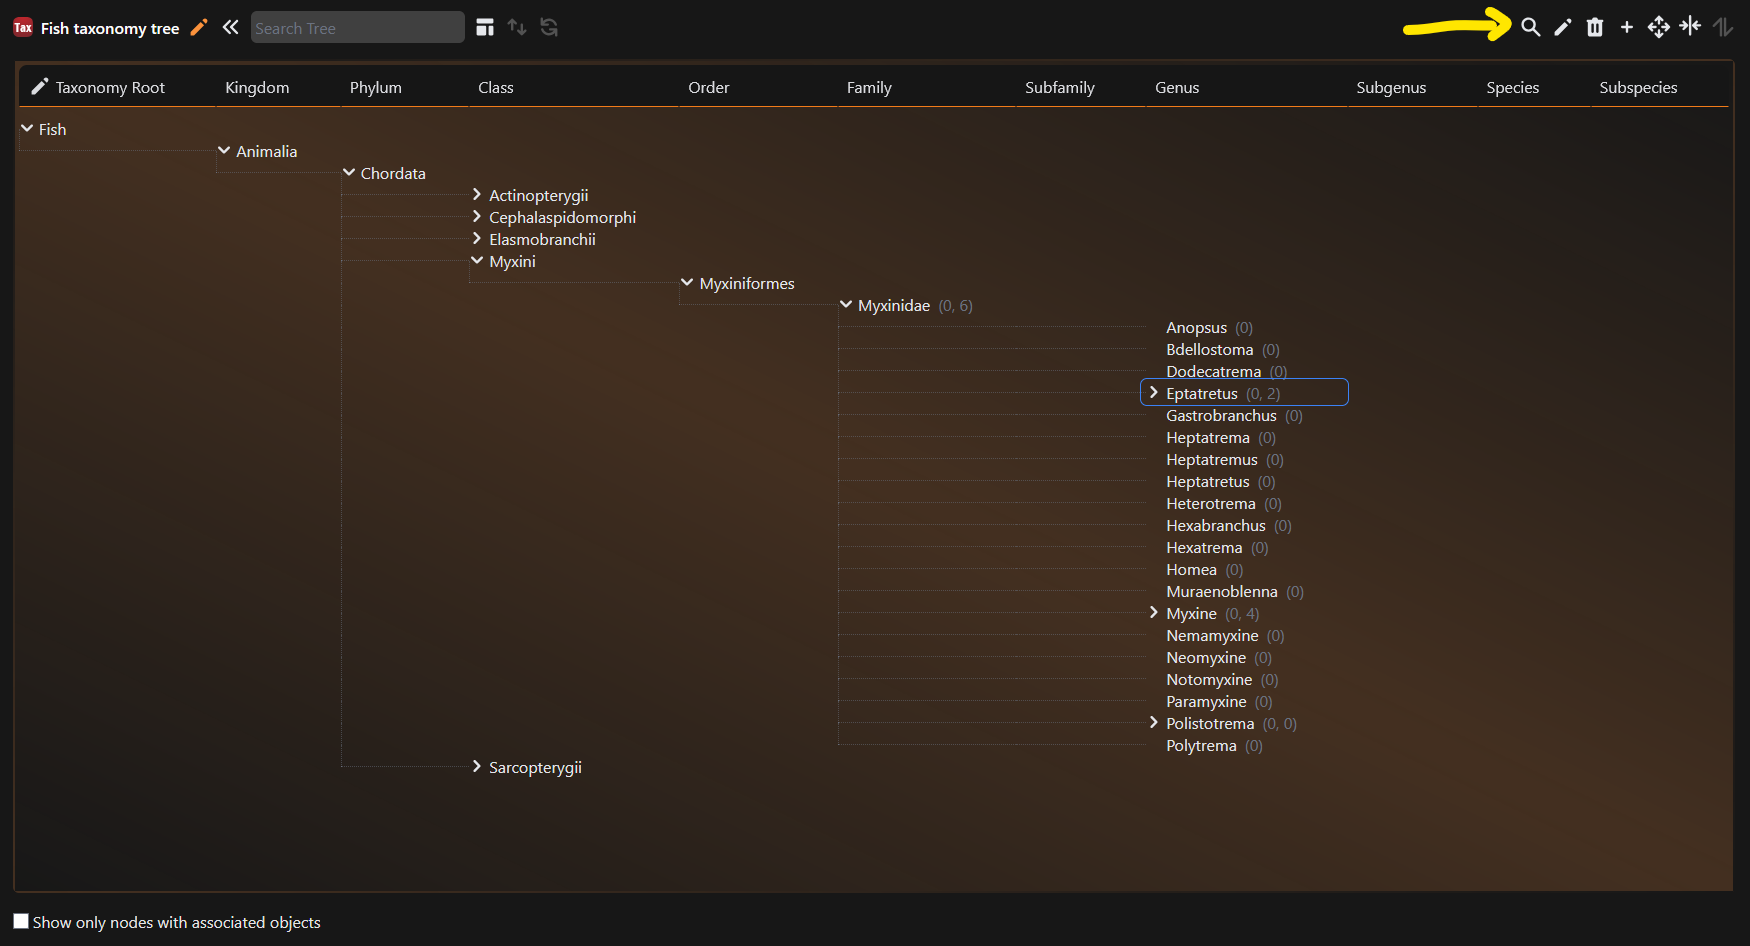 Tax Fish taxonomy tree Search Tree
Taxonomy Root Kingdom Phylum Class Order Family Subfamily Genus Subgenus Species Subspecies
Fish
Animalia
Chordata
Actinopterygii
Cephalaspidomorphi
Elasmobranchii
Myxini
Myxiniformes
Myxinidae (0, 6)
Anopsus (0)
Bdellostoma (0)
Dodecatrema (0)
Eptatretus (0, 2)
Gastrobranchus (0)
Heptatrema (0)
Heptatremus (0)
Heptatretus (0)
Heterotrema (0)
Hexabranchus (0)
Hexatrema (0)
Homea (0)
Muraenoblenna (0)
Myxine (0, 4)
Nemamyxine (0)
Neomyxine (0)
Notomyxine (0)
Paramyxine (0)
Polistotrema (0, 0)
Polytrema (0)
Sarcopterygii
Show only nodes with associated objects